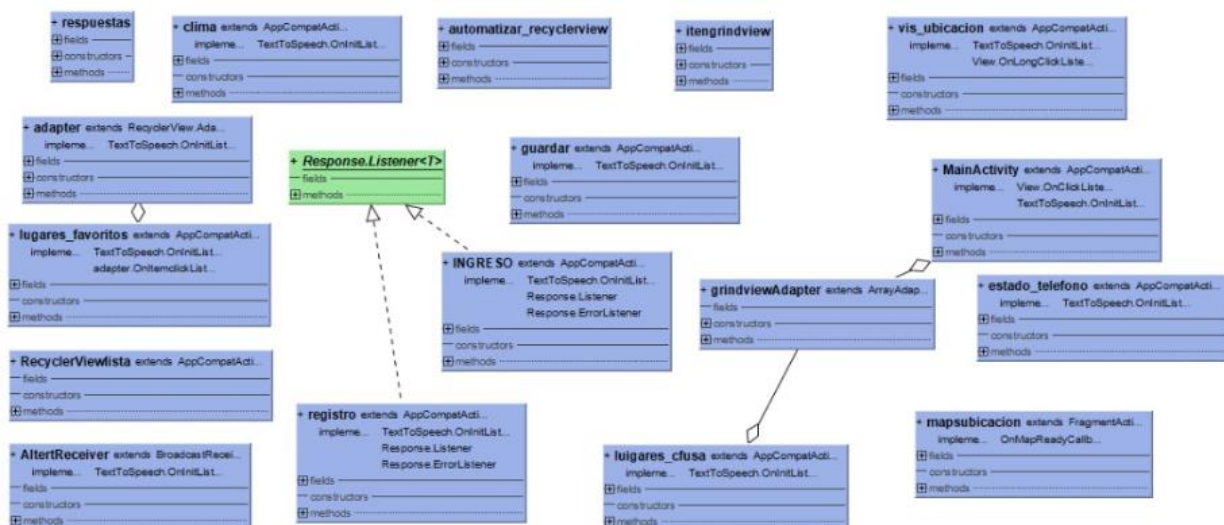 + respuestas
fields
constructors
methods
+ clima extends AppCompatActi...
impleme... TextToSpeech.OnInitList...
fields
constructors
methods
+ automatizar_recyclerview
fields
constructors
methods
+ itengrindview
fields
constructors
methods
+ vis_ubicacion extends AppCompatActi...
impleme... TextToSpeech.OnInitList...
View.OnLongClickListe...
fields
constructors
methods
+ adapter extends RecyclerView.Ada...
impleme... TextToSpeech.OnInitList...
fields
constructors
methods
+ Response.Listener<T>
fields
methods
+ guardar extends AppCompatActi...
impleme... TextToSpeech.OnInitList...
fields
constructors
methods
+ MainActivity extends AppCompatActi...
impleme... View.OnClickListe...
TextToSpeech.OnInitList...
fields
constructors
methods
+ lugares_favoritos extends AppCompatActi...
impleme... TextToSpeech.OnInitList...
adapter.OnItemclickList...
fields
constructors
methods
+ INGRESO extends AppCompatActi...
impleme... TextToSpeech.OnInitList...
Response.Listener
Response.ErrorListener
fields
constructors
methods
+ grindviewAdapter extends ArrayAdap...
fields
constructors
methods
+ estado_telefono extends AppCompatActi...
impleme... TextToSpeech.OnInitList...
fields
constructors
methods
+ RecyclerViewlista extends AppCompatActi...
fields
constructors
methods
+ registro extends AppCompatActi...
impleme... TextToSpeech.OnInitList...
Response.Listener
Response.ErrorListener
fields
constructors
methods
+ mapsubicacion extends FragmentActi...
impleme... OnMapReadyCallb...
fields
constructors
methods
+ AltertReceiver extends BroadcastRecei...
impleme... TextToSpeech.OnInitList...
fields
constructors
methods
+ luigares_cfusa extends AppCompatActi...
impleme... TextToSpeech.OnInitList...
fields
constructors
methods